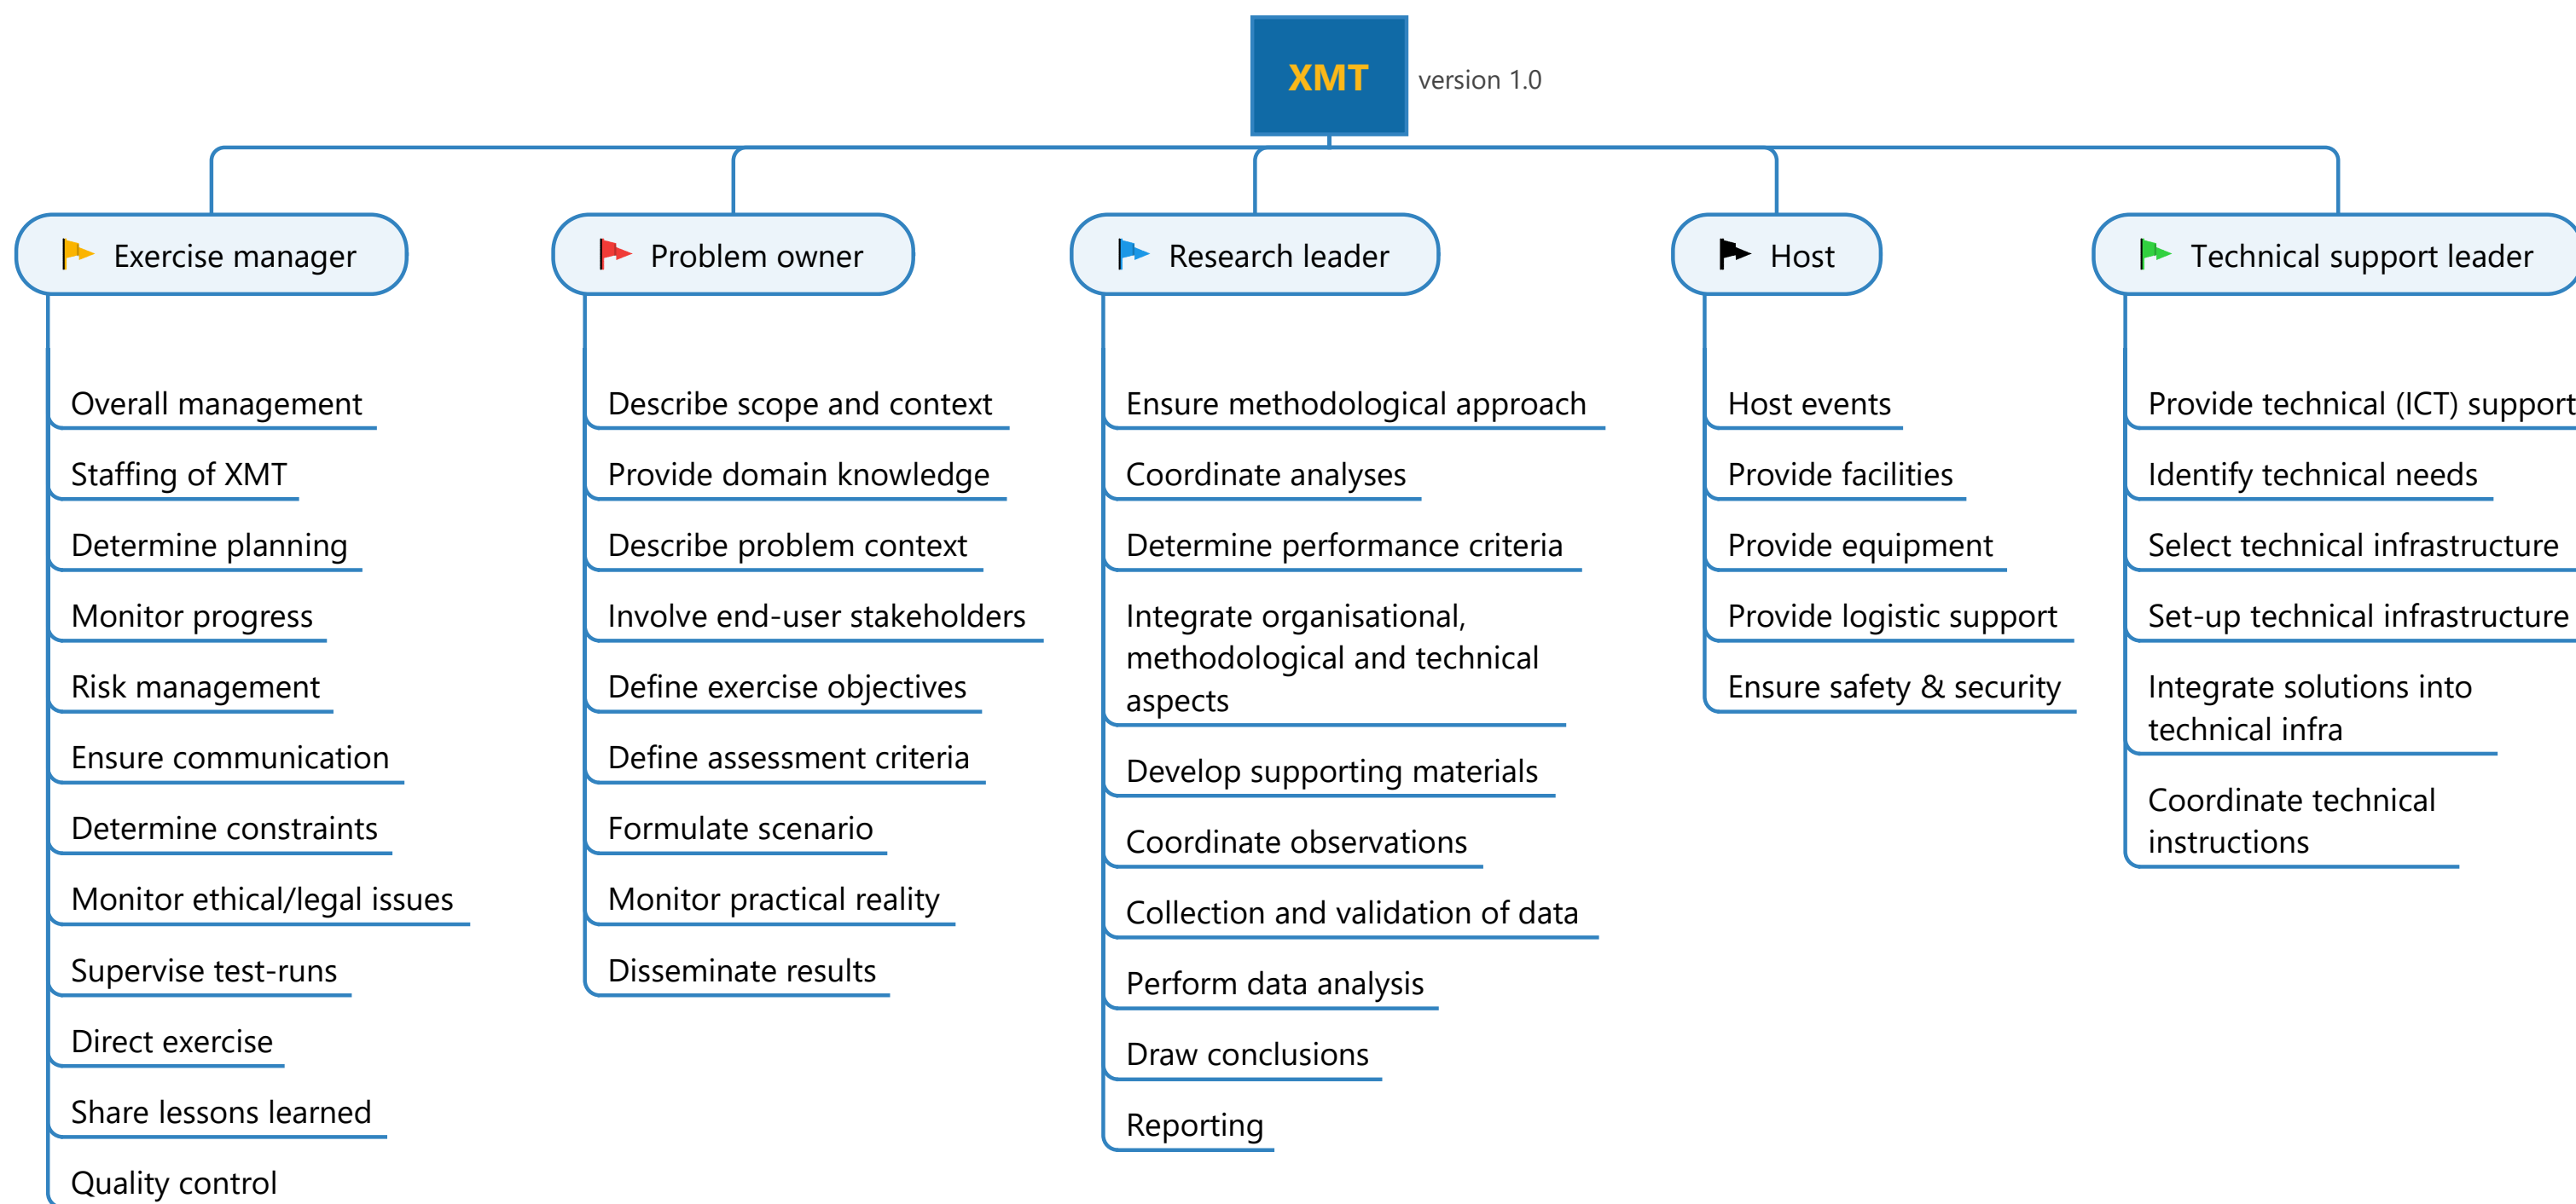 XMT
version 1.0
Exercise manager
Overall management
Staffing of XMT
Determine planning
Monitor progress
Risk management
Ensure communication
Determine constraints
Monitor ethical/legal issues
Supervise test-runs
Direct exercise
Share lessons learned
Quality control
Problem owner
Describe scope and context
Provide domain knowledge
Describe problem context
Involve end-user stakeholders
Define exercise objectives
Define assessment criteria
Formulate scenario
Monitor practical reality
Disseminate results
Research leader
Ensure methodological approach
Coordinate analyses
Determine performance criteria
Integrate organisational,
methodological and technical
aspects
Develop supporting materials
Coordinate observations
Collection and validation of data
Perform data analysis
Draw conclusions
Reporting
Host
Host events
Provide facilities
Provide equipment
Provide logistic support
Ensure safety & security
Technical support leader
Provide technical (ICT) support
Identify technical needs
Select technical infrastructure
Set-up technical infrastructure
Integrate solutions into
technical infra
Coordinate technical
instructions